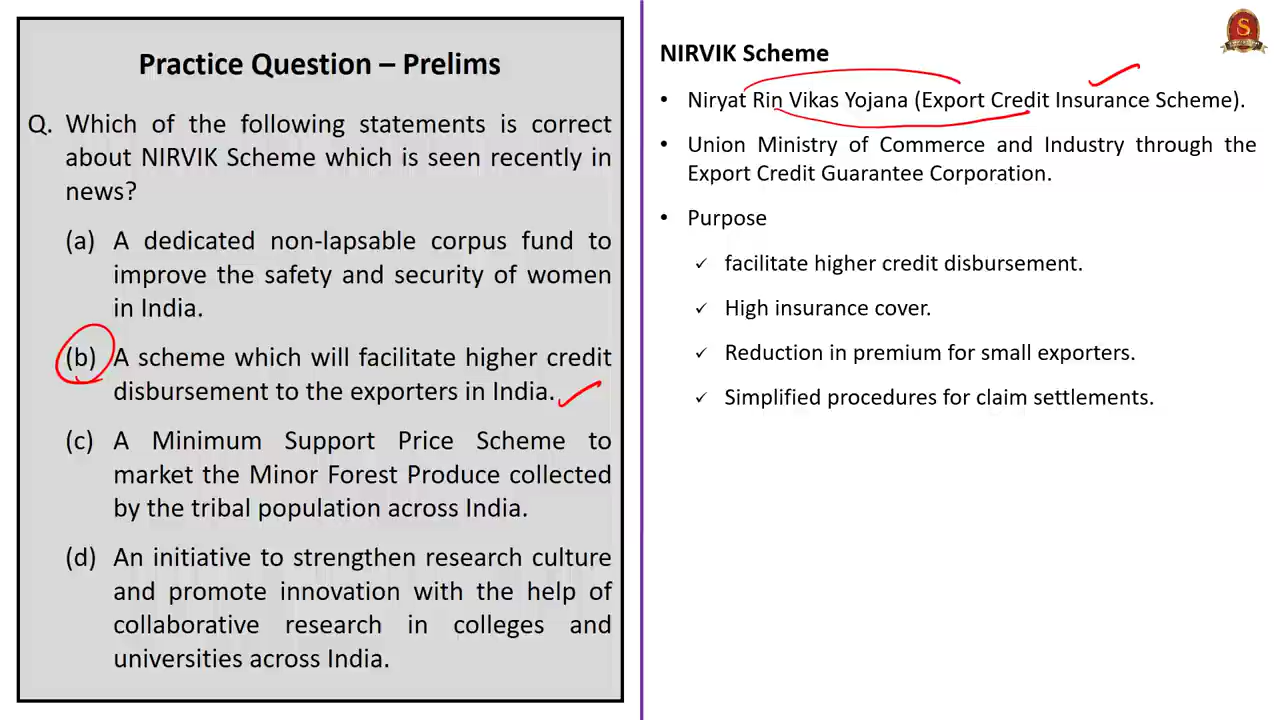 Practice Question – Prelims
Q. Which of the following statements is correct
about NIRVIK Scheme which is seen recently in
news?
(a) A dedicated non-lapsable corpus fund to
improve the safety and security of women
in India.
(b) A scheme which will facilitate higher credit
disbursement to the exporters in India.
(c) A Minimum Support Price Scheme to
market the Minor Forest Produce collected
by the tribal population across India.
(d) An initiative to strengthen research culture
and promote innovation with the help of
collaborative research in colleges and
universities across India.
NIRVIK Scheme
• Niryat Rin Vikas Yojana (Export Credit Insurance Scheme).
• Union Ministry of Commerce and Industry through the
Export Credit Guarantee Corporation.
• Purpose
✓ facilitate higher credit disbursement.
✓ High insurance cover.
✓ Reduction in premium for small exporters.
✓ Simplified procedures for claim settlements.
S